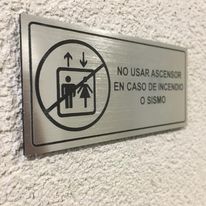 NO USAR ASCENSOR
EN CASO DE INCENDIO
O SISMO